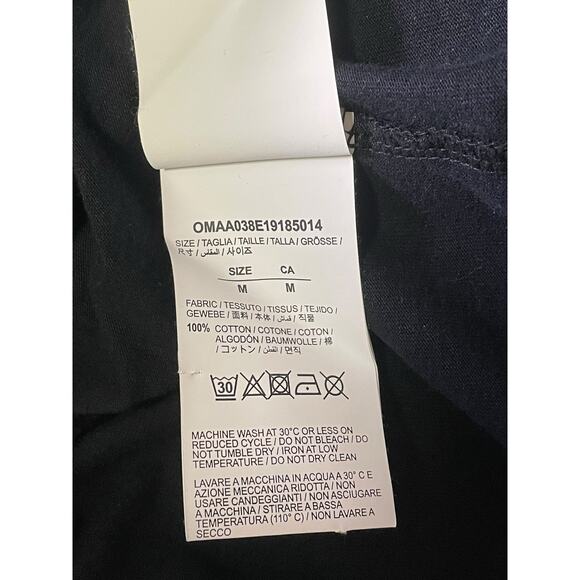 OMAA038E19185014
SIZE / TAGLIA / TAILLE / TALLA / GRÖSSE /
尺寸 / المقاس / 사이즈
SIZE CA
M M
FABRIC / TESSUTO / TISSUS / TEJIDO /
GEWEBE / 面料 / 本体 / قماش / 직물
100% COTTON / COTONE / COTON /
ALGODÓN / BAUMWOLLE / 棉
/ コットン / القطن / 면직
30
MACHINE WASH AT 30°C OR LESS ON
REDUCED CYCLE / DO NOT BLEACH / DO
NOT TUMBLE DRY / IRON AT LOW
TEMPERATURE / DO NOT DRY CLEAN
LAVARE A MACCHINA IN ACQUA A 30° C E
AZIONE MECCANICA RIDOTTA / NON
USARE CANDEGGIANTI / NON ASCIUGARE
A MACCHINA / STIRARE A BASSA
TEMPERATURA (110° C) / NON LAVARE A
SECCO